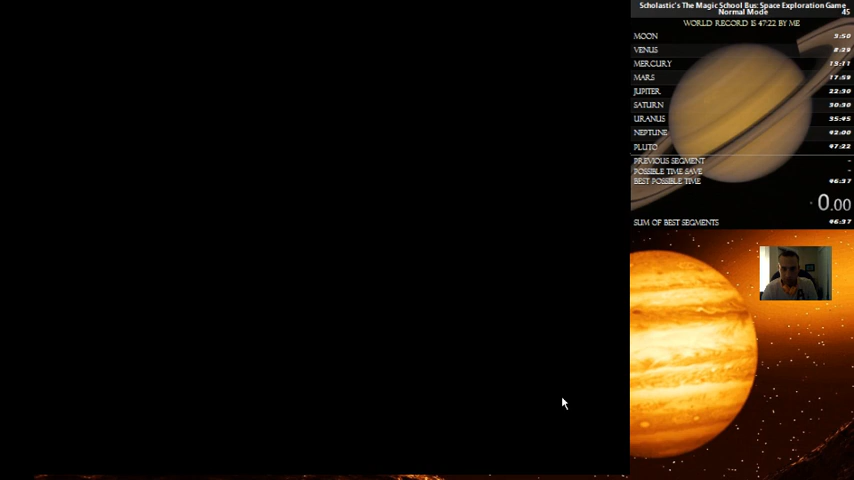 Scholastic's The Magic School Bus: Space Exploration Game
Normal Mode 45
WORLD RECORD IS 47:22 BY ME
MOON 3:50
VENUS 8:29
MERCURY 13:11
MARS 17:59
JUPITER 22:30
SATURN 30:30
URANUS 35:45
NEPTUNE 42:00
PLUTO 47:22
PREVIOUS SEGMENT -
POSSIBLE TIME SAVE -
BEST POSSIBLE TIME 46:37
0.00
SUM OF BEST SEGMENTS 46:37